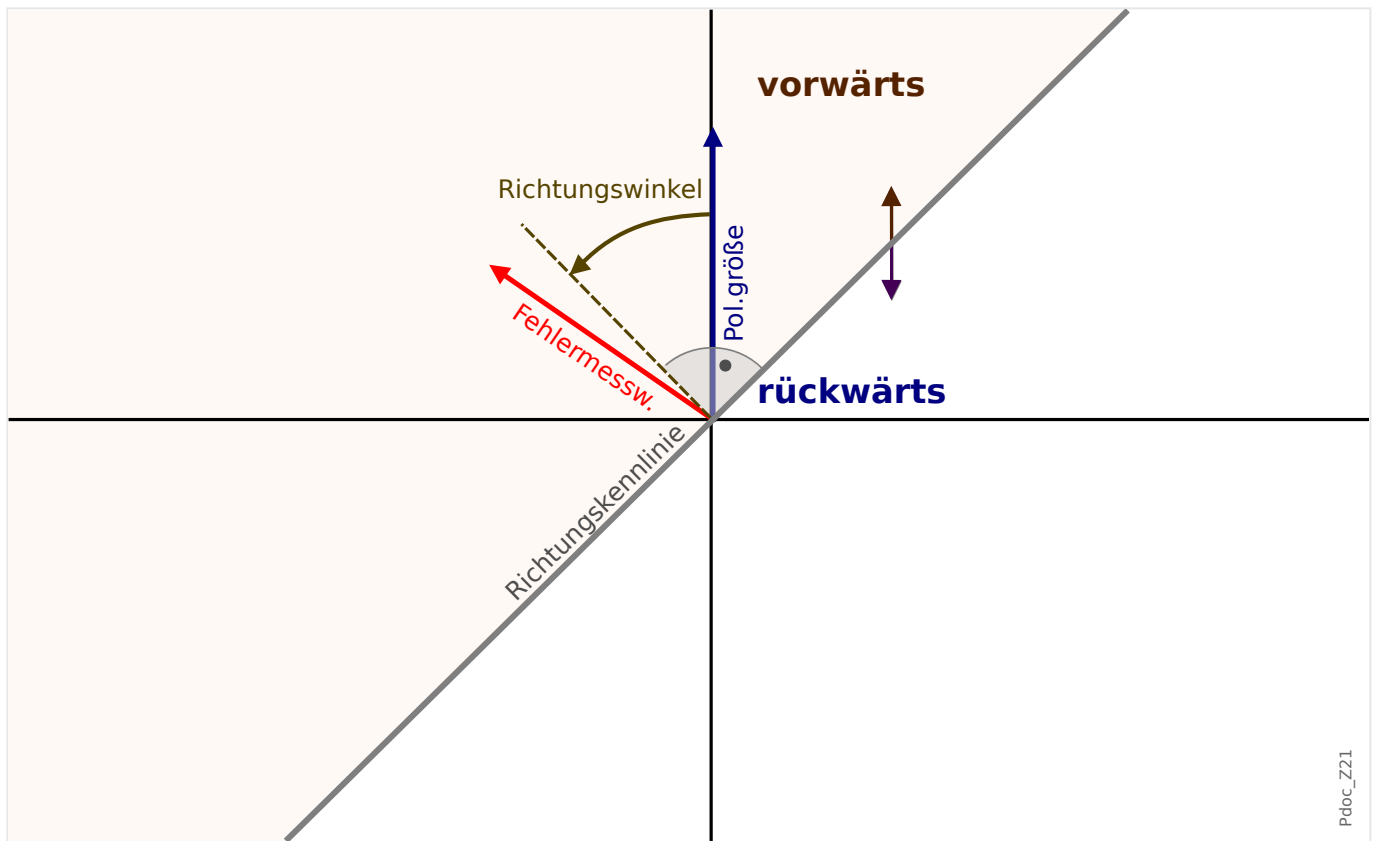 vorwärts
Richtungswinkel
Pol.größe
Fehlermessw.
rückwärts
Richtungskennlinie
Pdoc_Z21